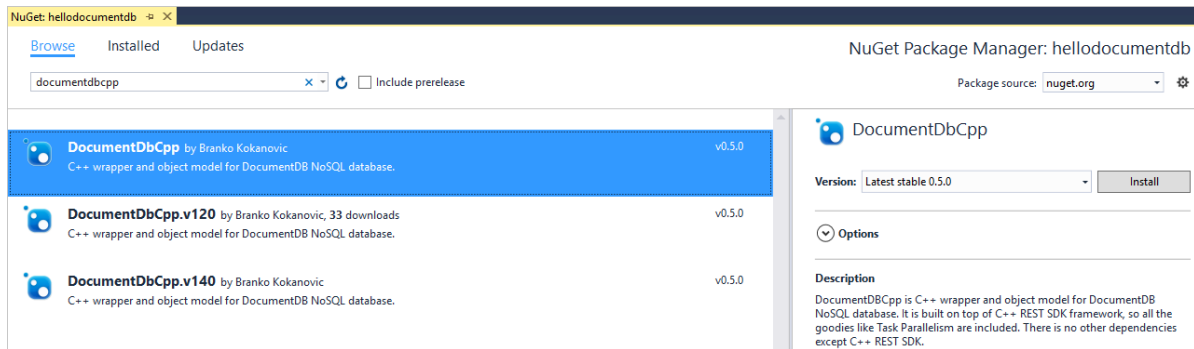 NuGet: hellodocumentdb
Browse Installed Updates
NuGet Package Manager: hellodocumentdb
documentdbcpp
Include prerelease
Package source: nuget.org
DocumentDbCpp by Branko Kokanovic v0.5.0
C++ wrapper and object model for DocumentDB NoSQL database.
DocumentDbCpp.v120 by Branko Kokanovic, 33 downloads v0.5.0
C++ wrapper and object model for DocumentDB NoSQL database.
DocumentDbCpp.v140 by Branko Kokanovic v0.5.0
C++ wrapper and object model for DocumentDB NoSQL database.
DocumentDbCpp
Version: Latest stable 0.5.0 Install
Options
Description
DocumentDBCpp is C++ wrapper and object model for DocumentDB
NoSQL database. It is built on top of C++ REST SDK framework, so all the
goodies like Task Parallelism are included. There is no other dependencies
except C++ REST SDK.